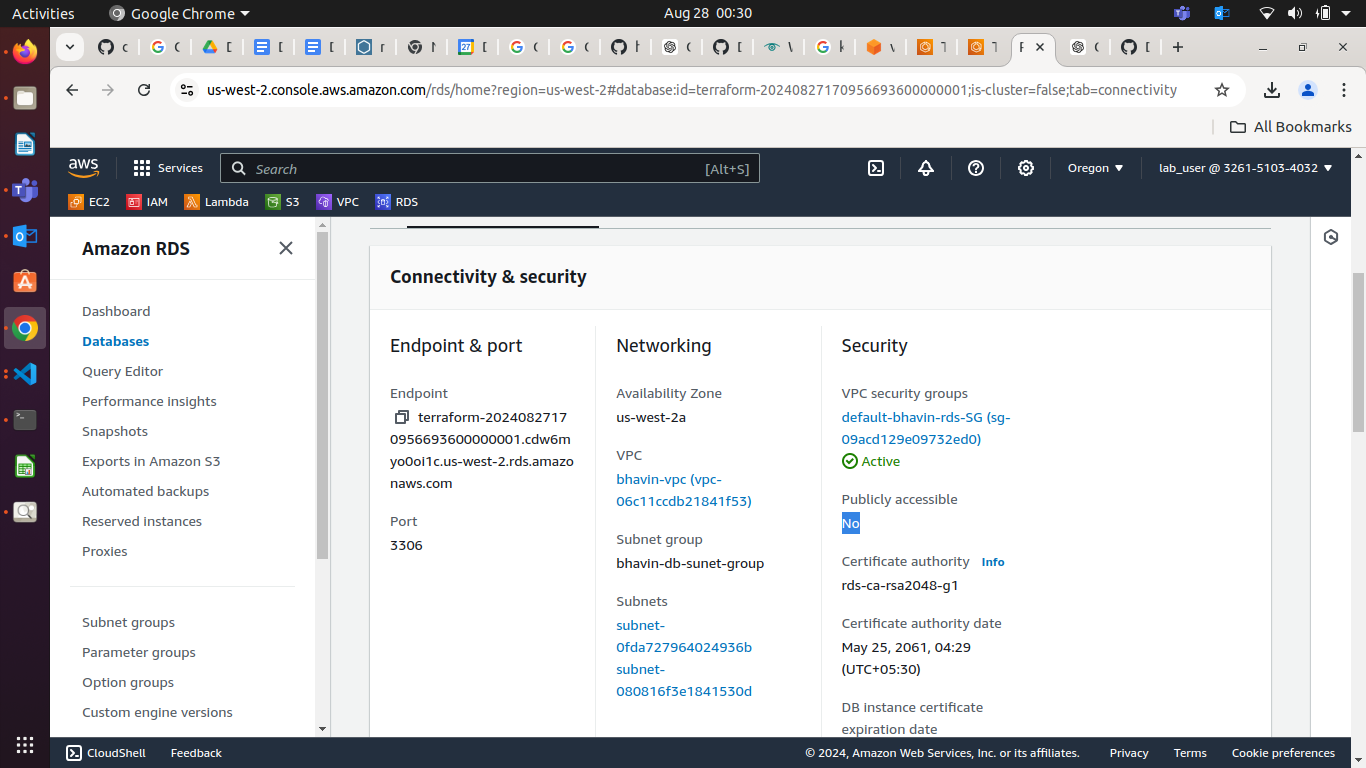 Activities
Google Chrome
Aug 28 00:30
us-west-2.console.aws.amazon.com/rds/home?region=us-west-2#database:id=terraform-20240827170956693600000001;is-cluster=false;tab=connectivity
All Bookmarks
aws
Services
Search
[Alt+S]
Oregon
lab_user @ 3261-5103-4032
EC2
IAM
Lambda
S3
VPC
RDS
Amazon RDS
Dashboard
Databases
Query Editor
Performance insights
Snapshots
Exports in Amazon S3
Automated backups
Reserved instances
Proxies
Subnet groups
Parameter groups
Option groups
Custom engine versions
Connectivity & security
Endpoint & port
Endpoint
terraform-2024082717
0956693600000001.cdw6m
yo0oi1c.us-west-2.rds.amazo
naws.com
Port
3306
Networking
Availability Zone
us-west-2a
VPC
bhavin-vpc (vpc-
06c11ccdb21841f53)
Subnet group
bhavin-db-sunet-group
Subnets
subnet-
0fda727964024936b
subnet-
080816f3e1841530d
Security
VPC security groups
default-bhavin-rds-SG (sg-
09acd129e09732ed0)
Active
Publicly accessible
No
Certificate authority Info
rds-ca-rsa2048-g1
Certificate authority date
May 25, 2061, 04:29
(UTC+05:30)
DB instance certificate
expiration date
CloudShell
Feedback
© 2024, Amazon Web Services, Inc. or its affiliates.
Privacy
Terms
Cookie preferences